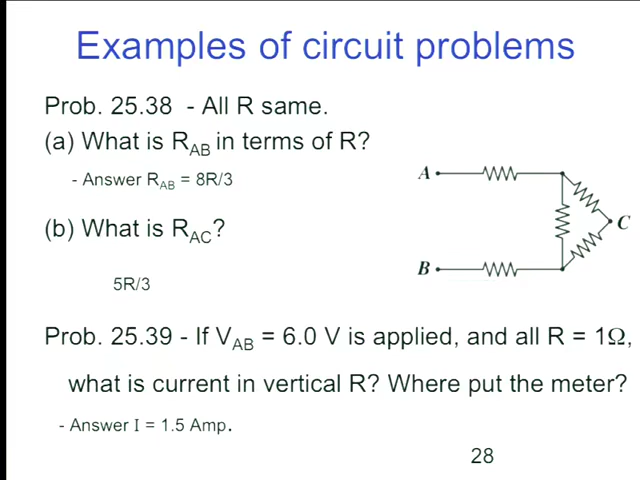 Examples of circuit problems
Prob. 25.38 - All R same.
(a) What is RAB in terms of R?
- Answer RAB = 8R/3
(b) What is RAC?
5R/3
A
B
C
Prob. 25.39 - If VAB = 6.0 V is applied, and all R = 1Ω,
what is current in vertical R? Where put the meter?
- Answer I = 1.5 Amp.
28